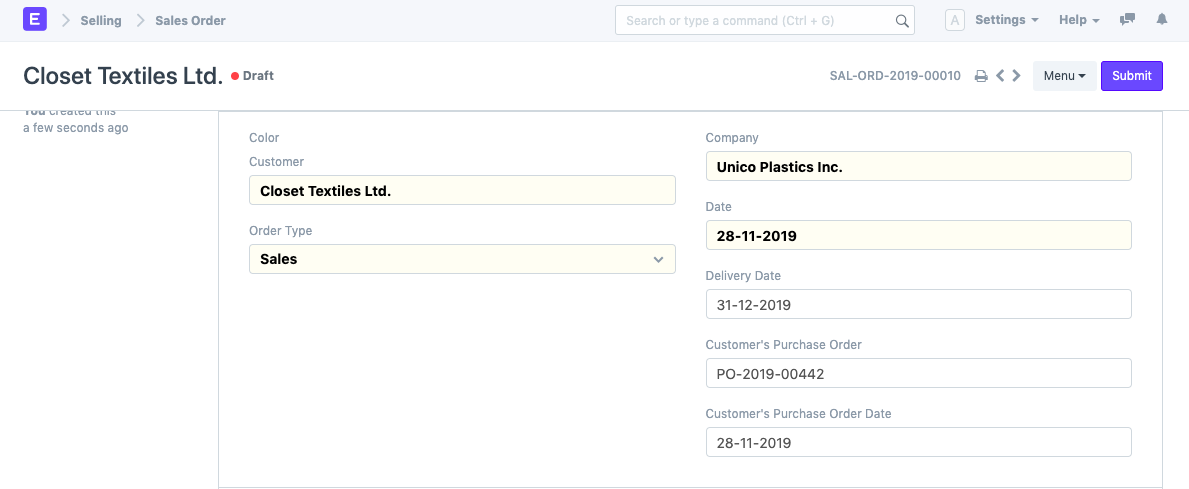 E Selling Sales Order Search or type a command (Ctrl + G) A Settings Help
Closet Textiles Ltd. Draft SAL-ORD-2019-00010 Menu Submit
You created this
a few seconds ago
Color
Customer
Closet Textiles Ltd.
Order Type
Sales
Company
Unico Plastics Inc.
Date
28-11-2019
Delivery Date
31-12-2019
Customer's Purchase Order
PO-2019-00442
Customer's Purchase Order Date
28-11-2019